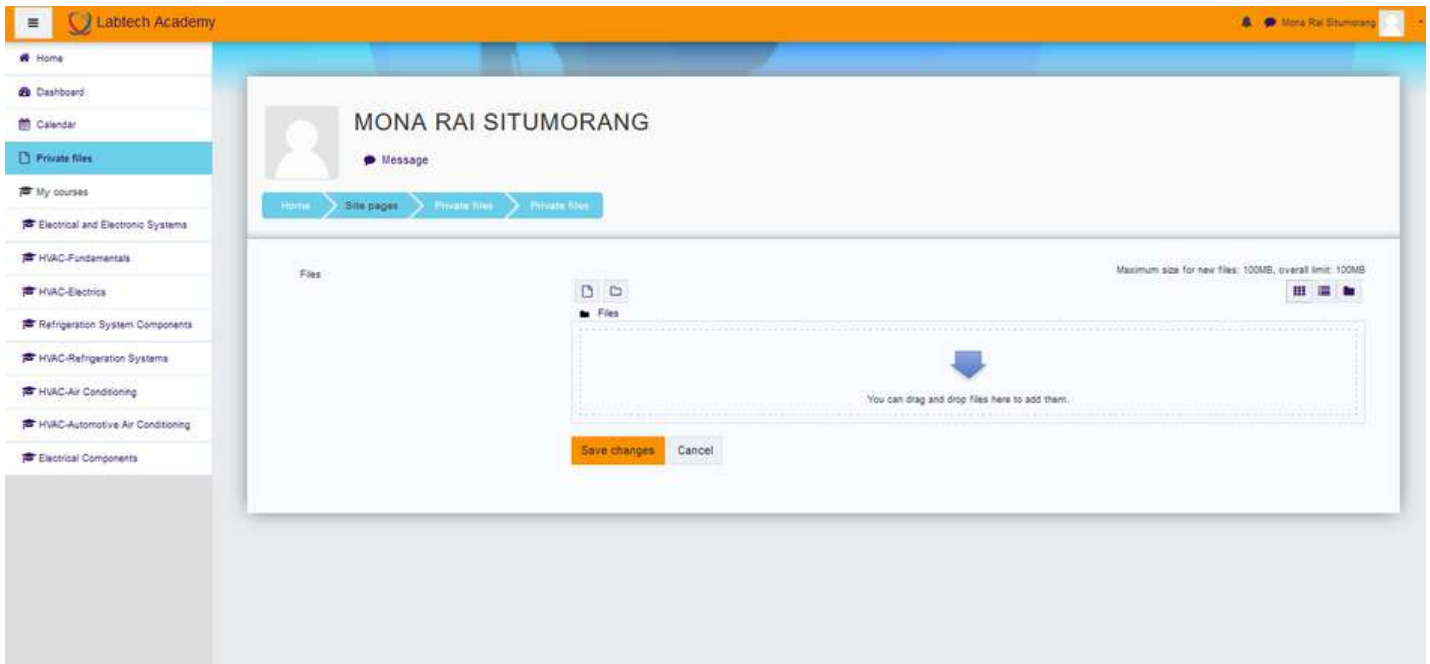 Labtech Academy
Mona Rai Situmorang
Home
Dashboard
Calendar
Private files
My courses
Electrical and Electronic Systems
HVAC-Fundamentals
HVAC-Electrics
Refrigeration System Components
HVAC-Refrigeration Systems
HVAC-Air Conditioning
HVAC-Automotive Air Conditioning
Electrical Components
MONA RAI SITUMORANG
Message
Home Site pages Private files Private files
Files
Maximum size for new files: 100MB, overall limit: 100MB
Files
You can drag and drop files here to add them.
Save changes Cancel